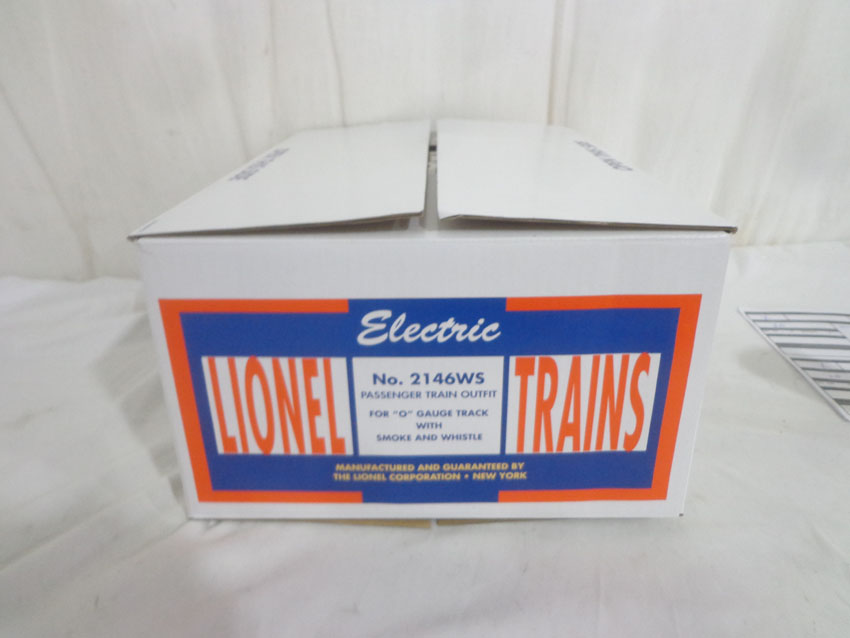 Electric
LIONEL TRAINS
No. 2146WS
PASSENGER TRAIN OUTFIT
FOR "O" GAUGE TRACK
WITH
SMOKE AND WHISTLE
MANUFACTURED AND GUARANTEED BY
THE LIONEL CORPORATION • NEW YORK